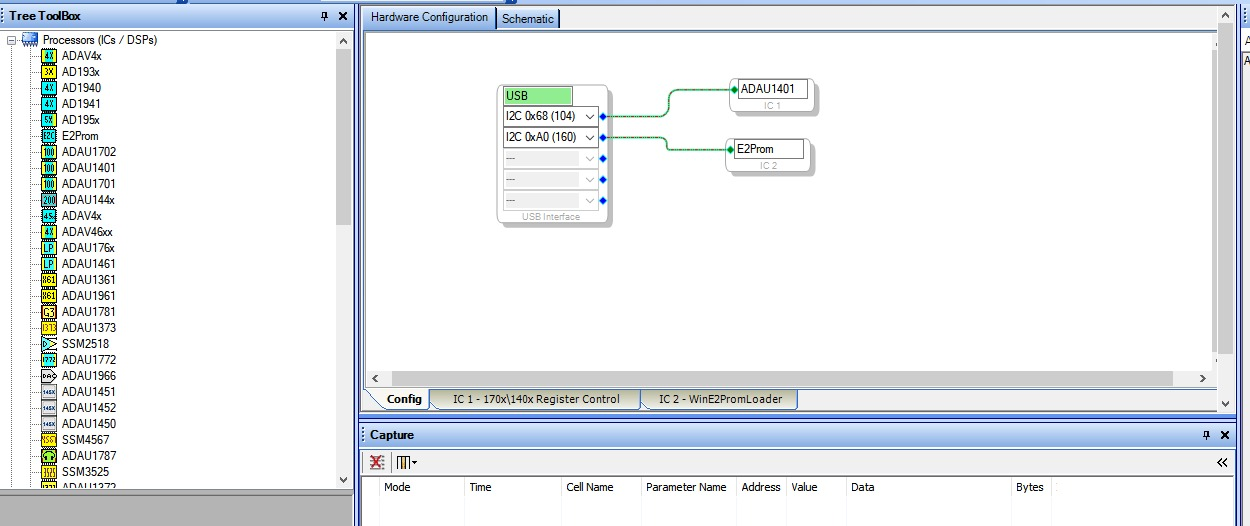 Tree ToolBox
Processors (ICs / DSPs)
ADAV4x
AD193x
AD1940
AD1941
AD195x
E2Prom
ADAU1702
ADAU1401
ADAU1701
ADAU144x
ADAV4x
ADAV46xx
ADAU176x
ADAU1461
ADAU1361
ADAU1961
ADAU1781
ADAU1373
SSM2518
ADAU1772
ADAU1966
ADAU1451
ADAU1452
ADAU1450
SSM4567
ADAU1787
SSM3525
ADAU1372
Hardware Configuration
Schematic
USB
I2C 0x68 (104)
I2C 0xA0 (160)
---
---
---
USB Interface
ADAU1401
IC 1
E2Prom
IC 2
Config
IC 1 - 170x\140x Register Control
IC 2 - WinE2PromLoader
Capture
Mode Time Cell Name Parameter Name Address Value Data Bytes